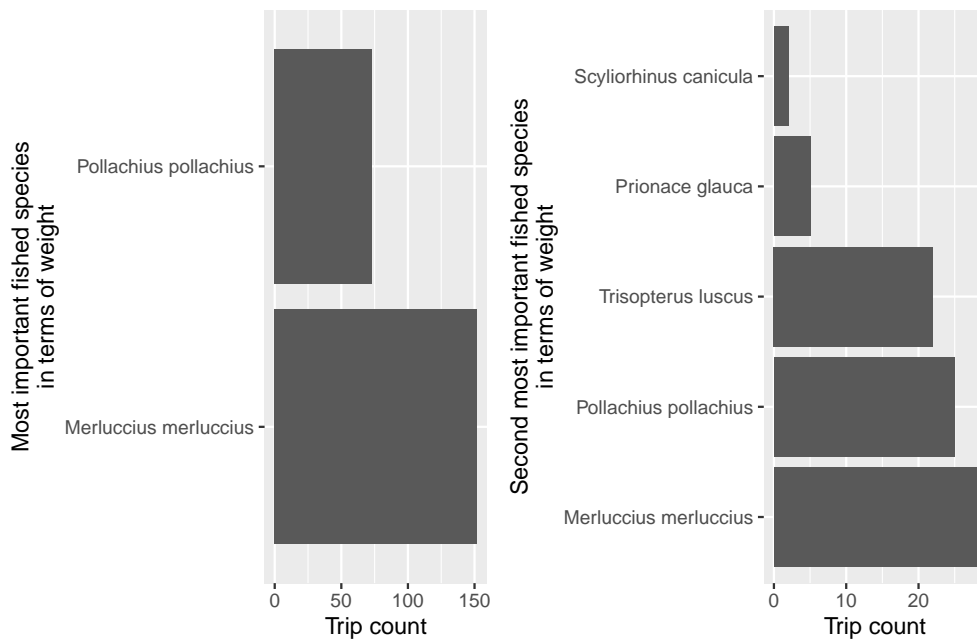 Most important fished species
in terms of weight
Pollachius pollachius
Merluccius merluccius
0 50 100 150
Trip count
Second most important fished species
in terms of weight
Scyliorhinus canicula
Prionace glauca
Trisopterus luscus
Pollachius pollachius
Merluccius merluccius
0 10 20
Trip count